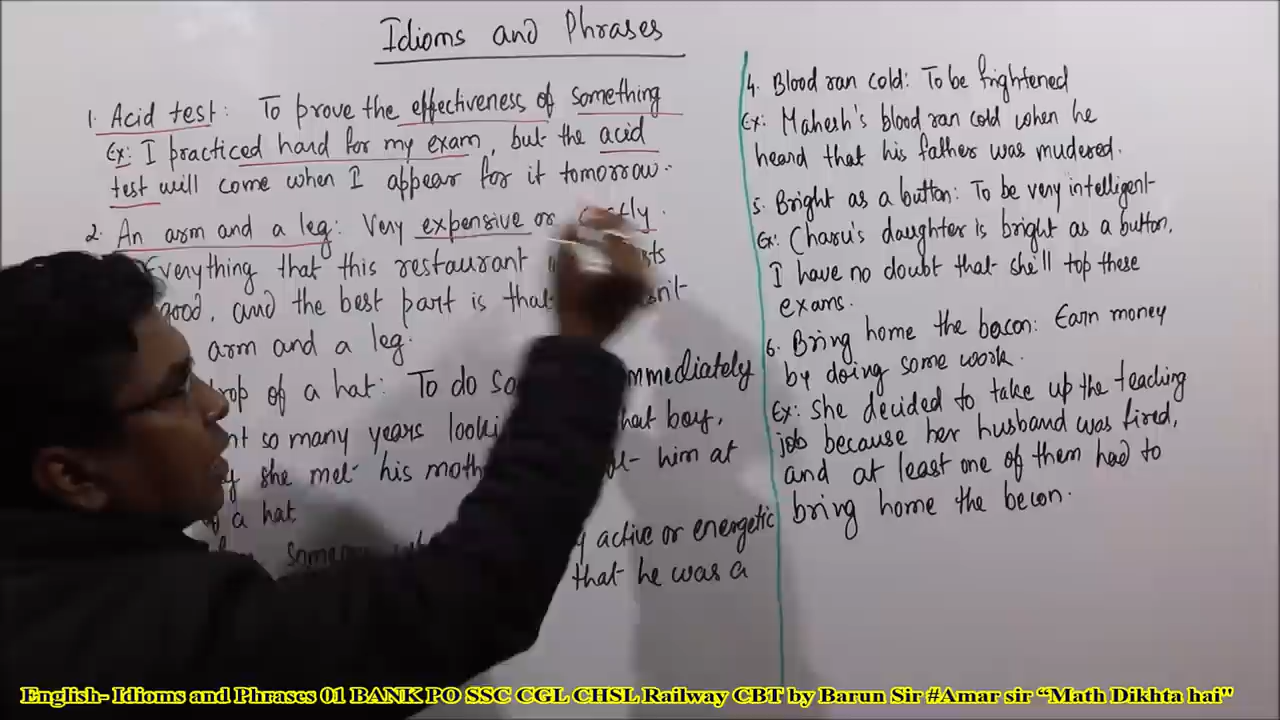 Idioms and Phrases
1. Acid test: To prove the effectiveness of something
Ex: I practiced hard for my exam, but the acid
test will come when I appear for it tomorrow.
2. An arm and a leg: Very expensive or costly.
Everything that this restaurant
good, and the best part is that
arm and a leg.
of a hat: To do immediately
so many years boy,
she met his him at
of a hat.
active or energetic
that he was a
4. Blood ran cold: To be frightened
Ex: Mahesh's blood ran cold when he
heard that his father was mudered.
5. Bright as a button: To be very intelligent
Ex: Charu's daughter is bright as a button,
I have no doubt that she'll top these
exams.
6. Bring home the bacon: Earn money
by doing some work.
Ex: She decided to take up the teaching
job because her husband was fired,
and at least one of them had to
bring home the becon.
English- Idioms and Phrases 01 BANK PO SSC CGL CHSL Railway CBT by Barun Sir #Amar sir “Math Dikhta hai"